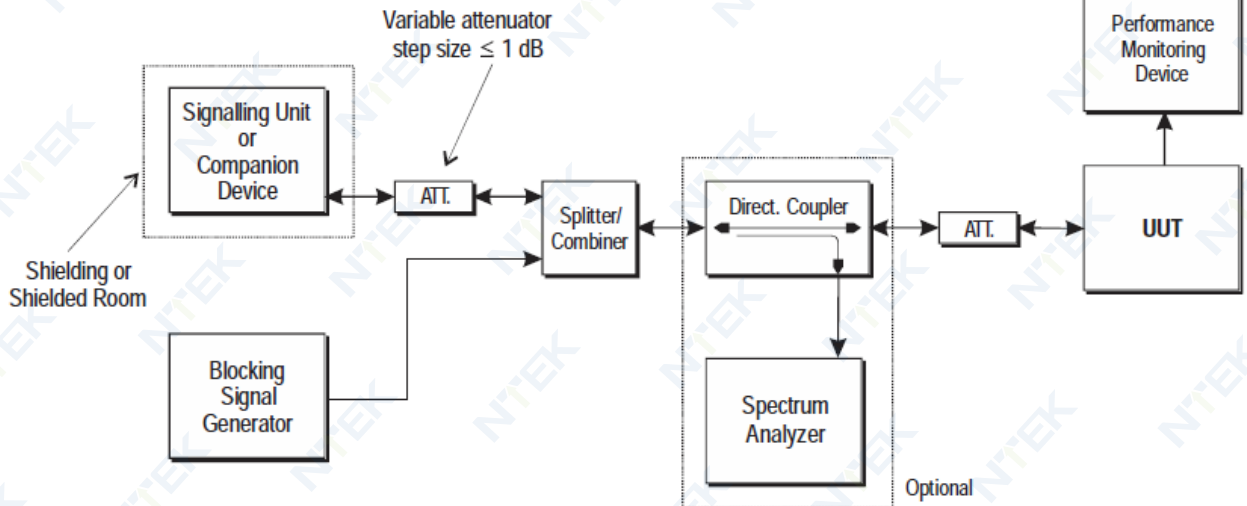 Variable attenuator
step size ≤ 1 dB
Performance
Monitoring
Device
Signalling Unit
or
Companion
Device
ATT.
Splitter/
Combiner
Direct. Coupler
ATT.
UUT
Shielding or
Shielded Room
Blocking
Signal
Generator
Spectrum
Analyzer
Optional
NTEK